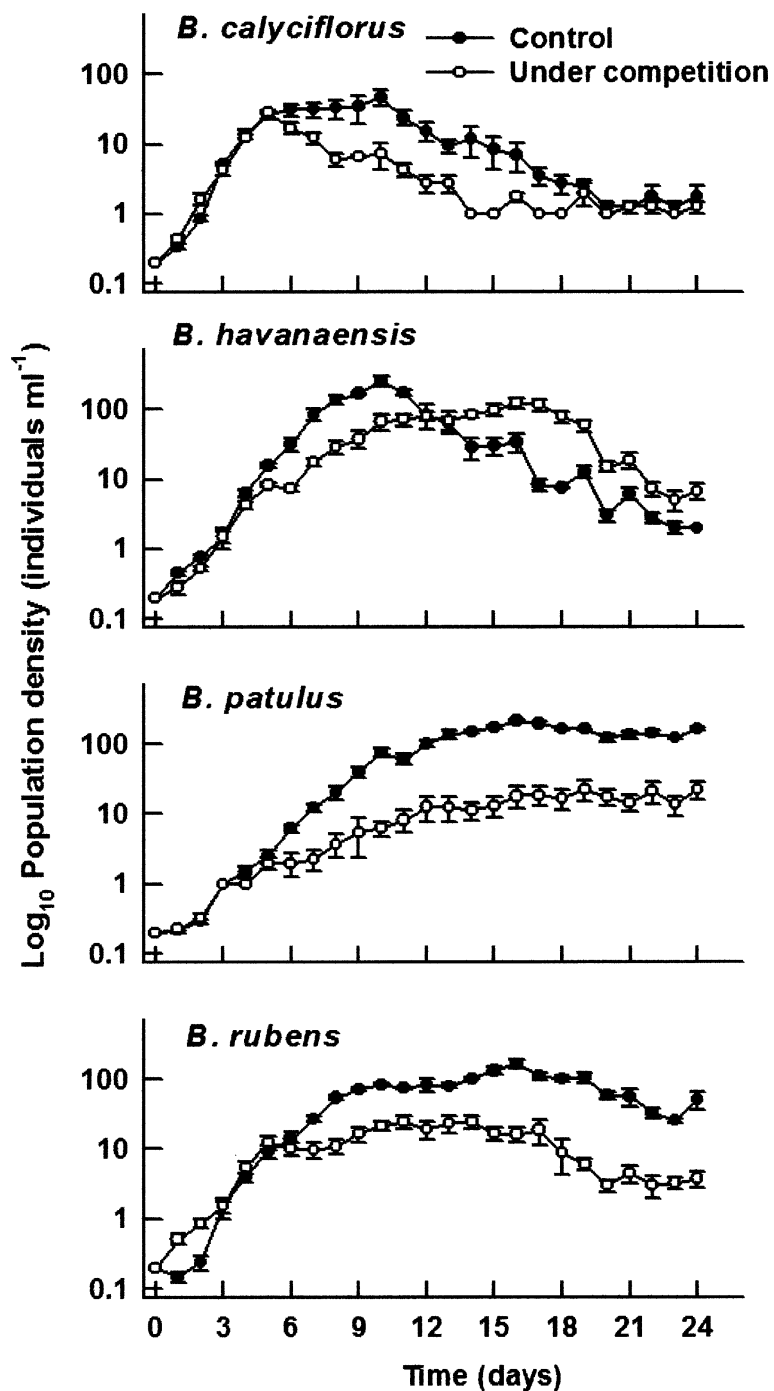 B. calyciflorus
Control
Under competition
100
10
1
0.1
B. havanaensis
100
10
1
0.1
B. patulus
100
10
1
0.1
B. rubens
100
10
1
0.1
0 3 6 9 12 15 18 21 24
Time (days)
Log₁₀ Population density (individuals ml⁻¹)